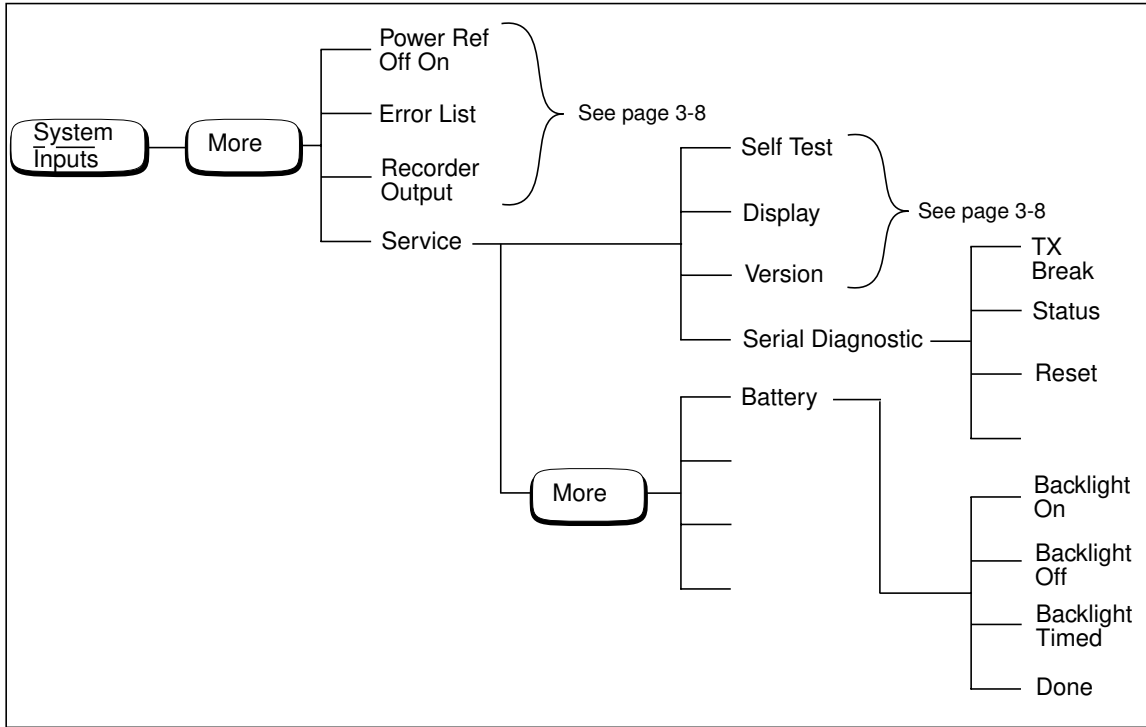 Power Ref
Off On
Error List
See page 3-8
System
Inputs
More
Recorder
Output
Service
Self Test
Display
See page 3-8
Version
Serial Diagnostic
TX
Break
Status
Reset
Battery
More
Backlight
On
Backlight
Off
Backlight
Timed
Done